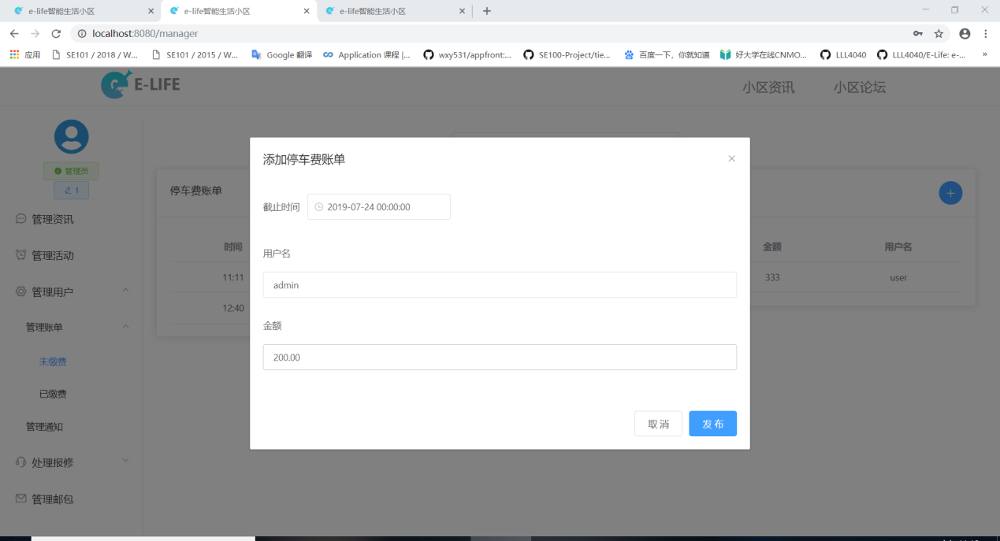 e-life智能生活小区
e-life智能生活小区
e-life智能生活小区
localhost:8080/manager
应用
SE101 / 2018 / W...
SE101 / 2015 / W...
Google 翻译
Application 课程 |...
wxy531/appfront:...
SE100-Project/tie...
百度一下，你就知道
好大学在线CNMO...
LLL4040
LLL4040/E-Life: e-...
»
E-LIFE
小区资讯
小区论坛
管理员
1
管理资讯
管理活动
管理用户
管理账单
未缴费
已缴费
管理通知
处理报修
管理邮包
停车费账单
时间
金额
用户名
11:11
333
user
12:40
添加停车费账单
截止时间
2019-07-24 00:00:00
用户名
admin
金额
200.00
取消
发布